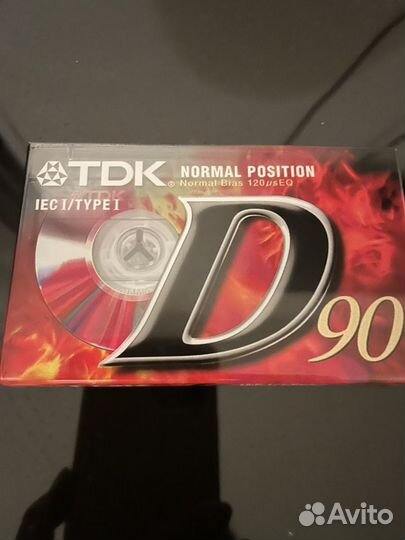 TDK® NORMAL POSITION
Normal Bias 120µsEQ
IEC I/TYPE I
D 90
Avito